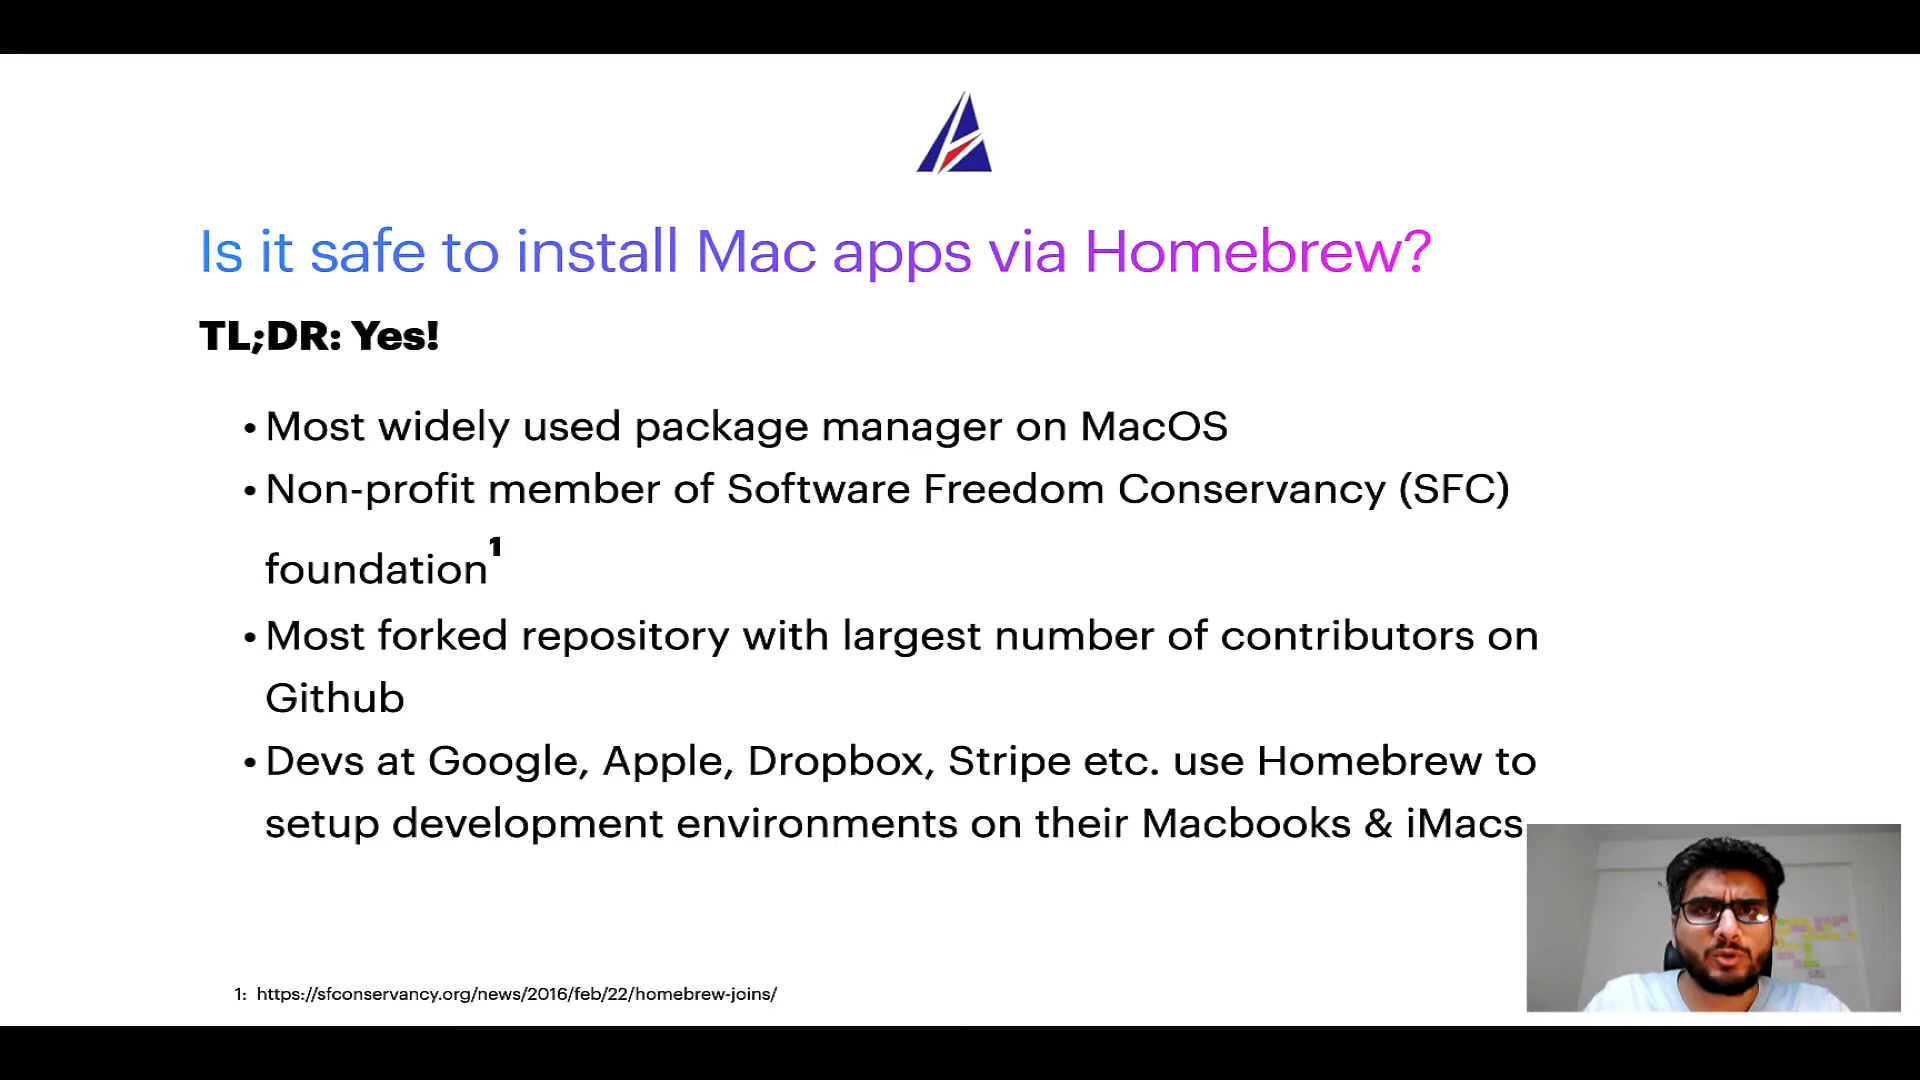 Is it safe to install Mac apps via Homebrew?
TL;DR: Yes!
• Most widely used package manager on MacOS
• Non-profit member of Software Freedom Conservancy (SFC)
foundation¹
• Most forked repository with largest number of contributors on
Github
• Devs at Google, Apple, Dropbox, Stripe etc. use Homebrew to
setup development environments on their Macbooks & iMacs
1: https://sfconservancy.org/news/2016/feb/22/homebrew-joins/